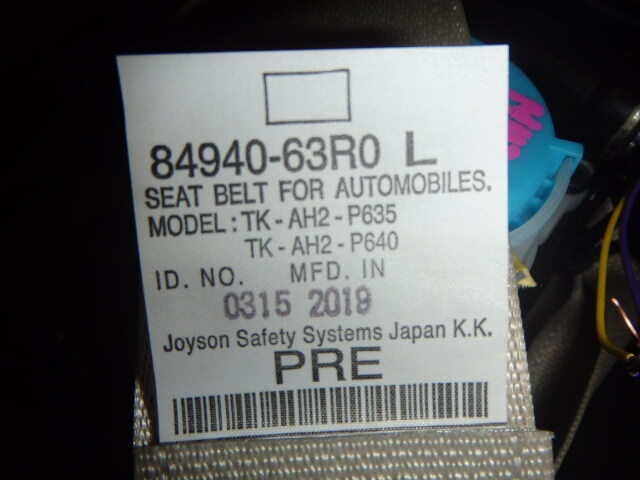 84940-63R0 L
SEAT BELT FOR AUTOMOBILES.
MODEL : TK - AH2 - P635
TK - AH2 - P640
ID. NO. MFD. IN
0315 2019
Joyson Safety Systems Japan K.K.
PRE